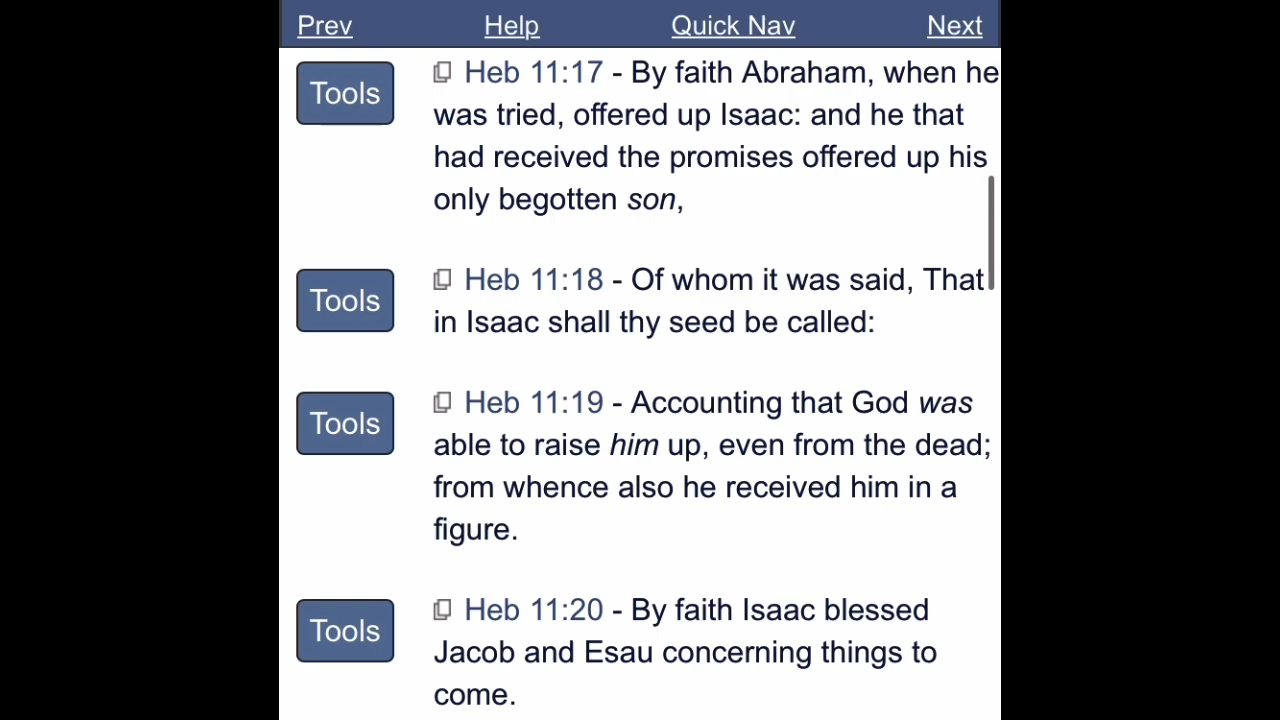 Prev Help Quick Nav Next
Tools
Heb 11:17 - By faith Abraham, when he
was tried, offered up Isaac: and he that
had received the promises offered up his
only begotten son,
Tools
Heb 11:18 - Of whom it was said, That
in Isaac shall thy seed be called:
Tools
Heb 11:19 - Accounting that God was
able to raise him up, even from the dead;
from whence also he received him in a
figure.
Tools
Heb 11:20 - By faith Isaac blessed
Jacob and Esau concerning things to
come.